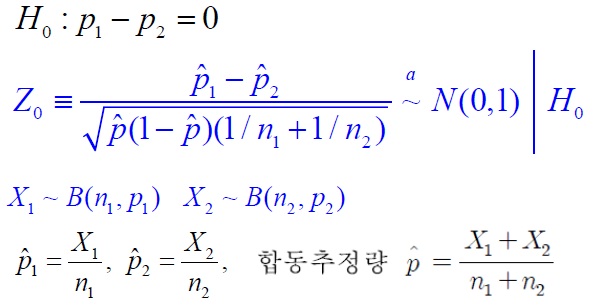 H₀ : p₁ − p₂ = 0
Z₀ ≡ (p̂₁ − p̂₂) / √(p̂(1 − p̂)(1 / n₁ + 1 / n₂)) ~ᵃ N(0,1) | H₀
X₁ ~ B(n₁, p₁) X₂ ~ B(n₂, p₂)
p̂₁ = X₁ / n₁, p̂₂ = X₂ / n₂, 합동추정량 p̂ = (X₁ + X₂) / (n₁ + n₂)